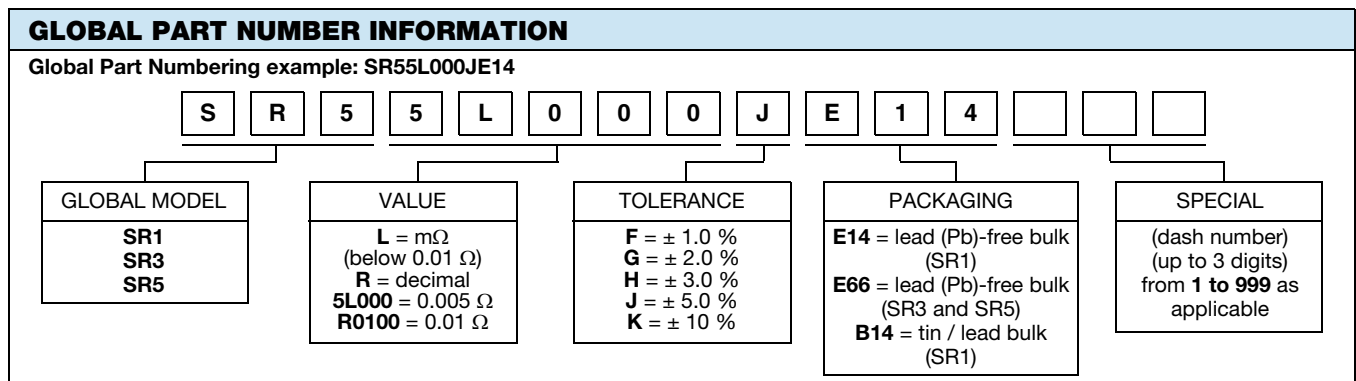 GLOBAL PART NUMBER INFORMATION
Global Part Numbering example: SR55L000JE14
S R 5 5 L 0 0 0 J E 1 4
GLOBAL MODEL
SR1
SR3
SR5
VALUE
L = mΩ
(below 0.01 Ω)
R = decimal
5L000 = 0.005 Ω
R0100 = 0.01 Ω
TOLERANCE
F = ± 1.0 %
G = ± 2.0 %
H = ± 3.0 %
J = ± 5.0 %
K = ± 10 %
PACKAGING
E14 = lead (Pb)-free bulk
(SR1)
E66 = lead (Pb)-free bulk
(SR3 and SR5)
B14 = tin / lead bulk
(SR1)
SPECIAL
(dash number)
(up to 3 digits)
from 1 to 999 as
applicable